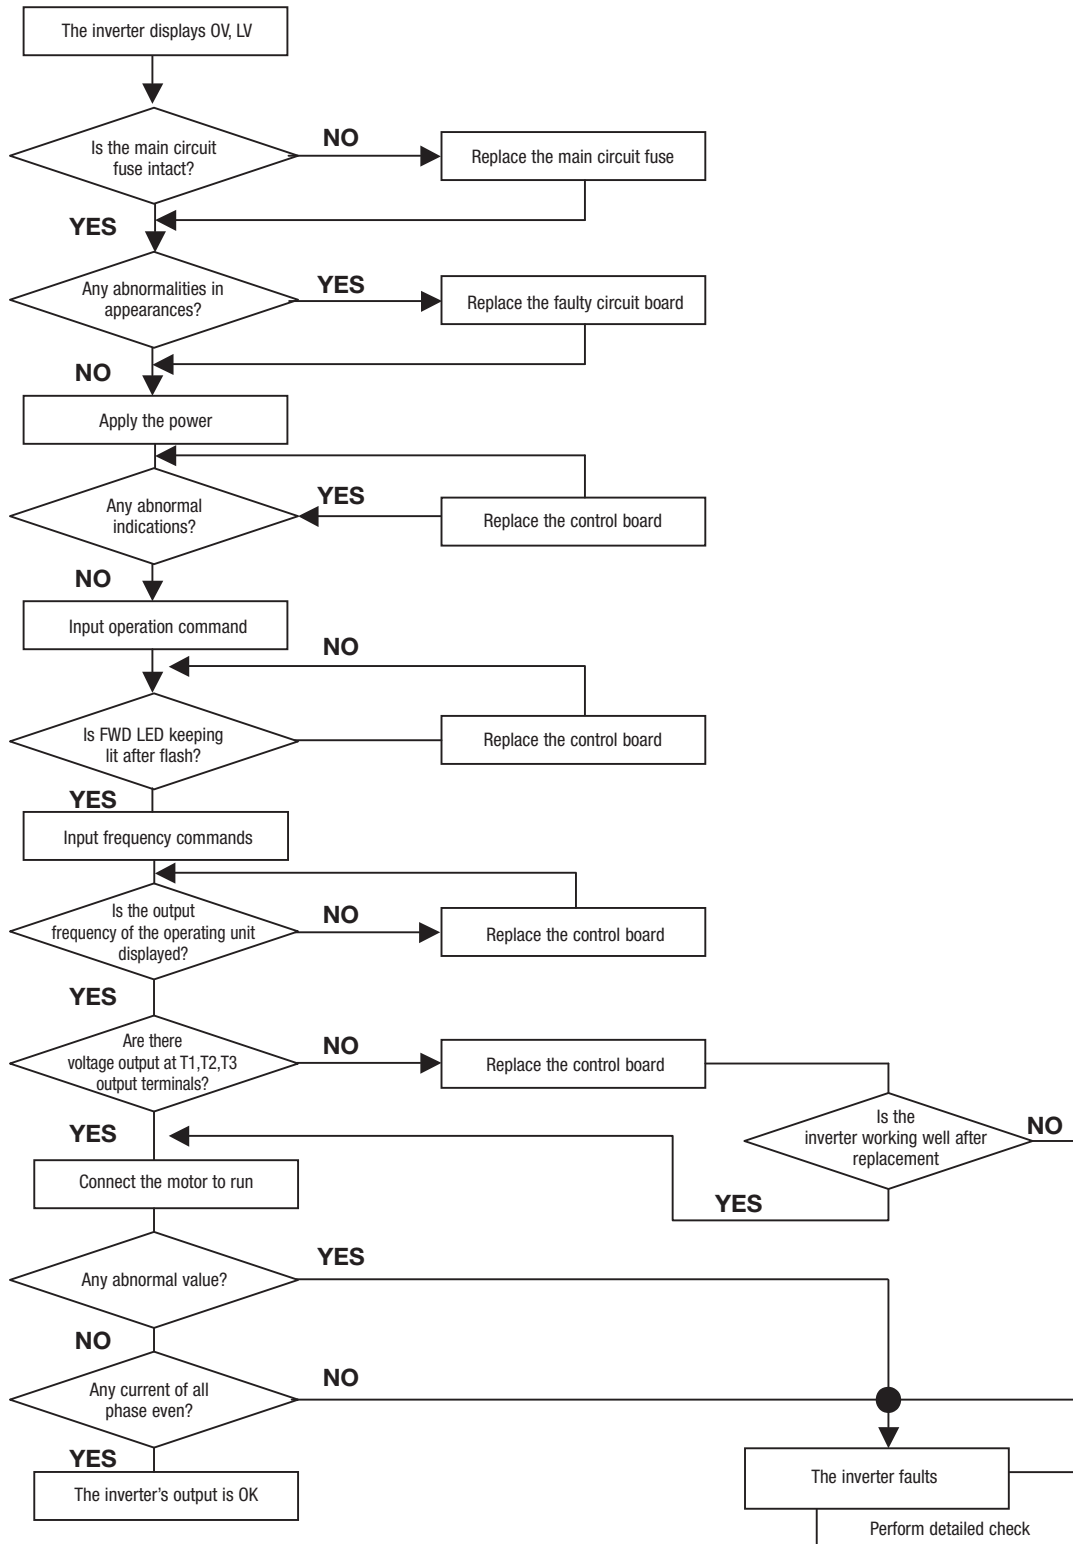 The inverter displays OV, LV
Is the main circuit
fuse intact?
NO
Replace the main circuit fuse
YES
Any abnormalities in
appearances?
YES
Replace the faulty circuit board
NO
Apply the power
Any abnormal
indications?
YES
Replace the control board
NO
Input operation command
NO
Is FWD LED keeping
lit after flash?
Replace the control board
YES
Input frequency commands
Is the output
frequency of the operating unit
displayed?
NO
Replace the control board
YES
Are there
voltage output at T1,T2,T3
output terminals?
NO
Replace the control board
Is the
inverter working well after
replacement
NO
YES
YES
Connect the motor to run
Any abnormal value?
YES
NO
Any current of all
phase even?
NO
YES
The inverter's output is OK
The inverter faults
Perform detailed check